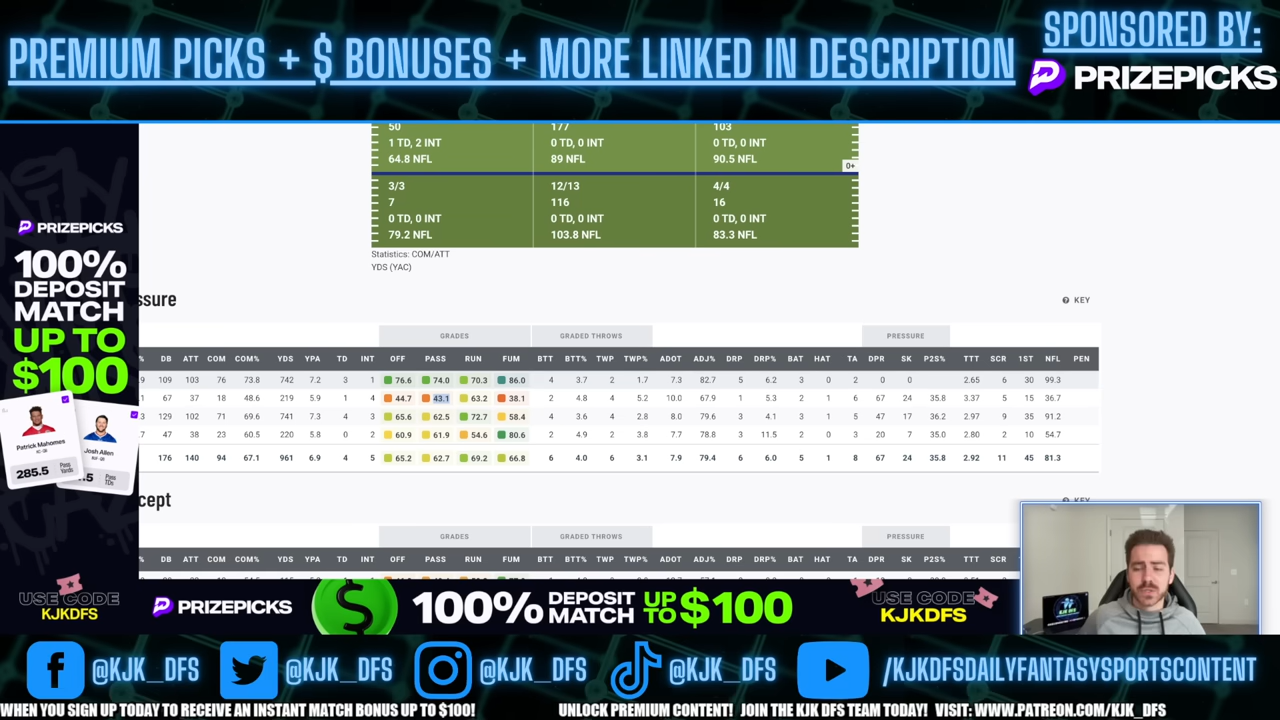 PREMIUM PICKS + $ BONUSES + MORE LINKED IN DESCRIPTION
SPONSORED BY:
PRIZEPICKS
50 177 103
1 TD, 2 INT 0 TD, 0 INT 0 TD, 0 INT
64.8 NFL 89 NFL 90.5 NFL
0+
3/3 12/13 4/4
7 116 16
0 TD, 0 INT 0 TD, 0 INT 0 TD, 0 INT
79.2 NFL 103.8 NFL 83.3 NFL
Statistics: COM/ATT
YDS (YAC)
PRIZEPICKS
100%
DEPOSIT
MATCH
UP TO
$100
Patrick Mahomes
285.5 Pass Yards
Josh Allen
.5 Pass TDs
ssure
KEY
GRADES GRADED THROWS PRESSURE
% DB ATT COM COM% YDS YPA TD INT OFF PASS RUN FUM BTT BTT% TWP TWP% ADOT ADJ% DRP DRP% BAT HAT TA DPR SK P2S% TTT SCR 1ST NFL PEN
.9 109 103 76 73.8 742 7.2 3 1 76.6 74.0 70.3 86.0 4 3.7 2 1.7 7.3 82.7 5 6.2 3 0 2 0 0 2.65 6 30 99.3
.2 67 37 18 48.6 219 5.9 1 4 44.7 43.1 63.2 38.1 2 4.8 4 5.2 10.0 67.9 1 5.3 2 1 6 67 24 35.8 3.37 5 15 36.7
.3 129 102 71 69.6 741 7.3 4 3 65.6 62.5 72.7 58.4 4 3.6 4 2.8 8.0 79.6 4.1 5 47 17 36.2 2.97 9 35 91.2
.7 47 38 23 60.5 220 5.8 0 2 60.9 61.9 54.6 80.6 2 4.9 2 3.8 7.7 78.8 11.5 2 0 3 20 7 35.0 2.80 2 10 54.7
176 140 94 67.1 961 6.9 4 5 65.2 62.7 69.2 66.8 6 4.0 6 3.1 7.9 79.4 6 6.0 5 1 8 67 24 35.8 2.92 11 45 81.3
cept
KEY
GRADES GRADED THROWS PRESSURE
% DB ATT COM COM% YDS YPA TD INT OFF PASS RUN FUM BTT BTT% TWP TWP% ADOT ADJ% DRP DRP% BAT HAT TA DPR SK P2S% TTT SCR
USE CODE
KJKDFS
PRIZEPICKS
$
100% DEPOSIT MATCH UP TO $100
USE CODE
KJKDFS
@KJK_DFS @KJK_DFS @KJK_DFS @KJK_DFS /KJKDFSDAILYFANTASYSPORTSCONTENT
WHEN YOU SIGN UP TODAY TO RECEIVE AN INSTANT MATCH BONUS UP TO $100! UNLOCK PREMIUM CONTENT! JOIN THE KJK DFS TEAM TODAY! VISIT: WWW.PATREON.COM/KJK_DFS